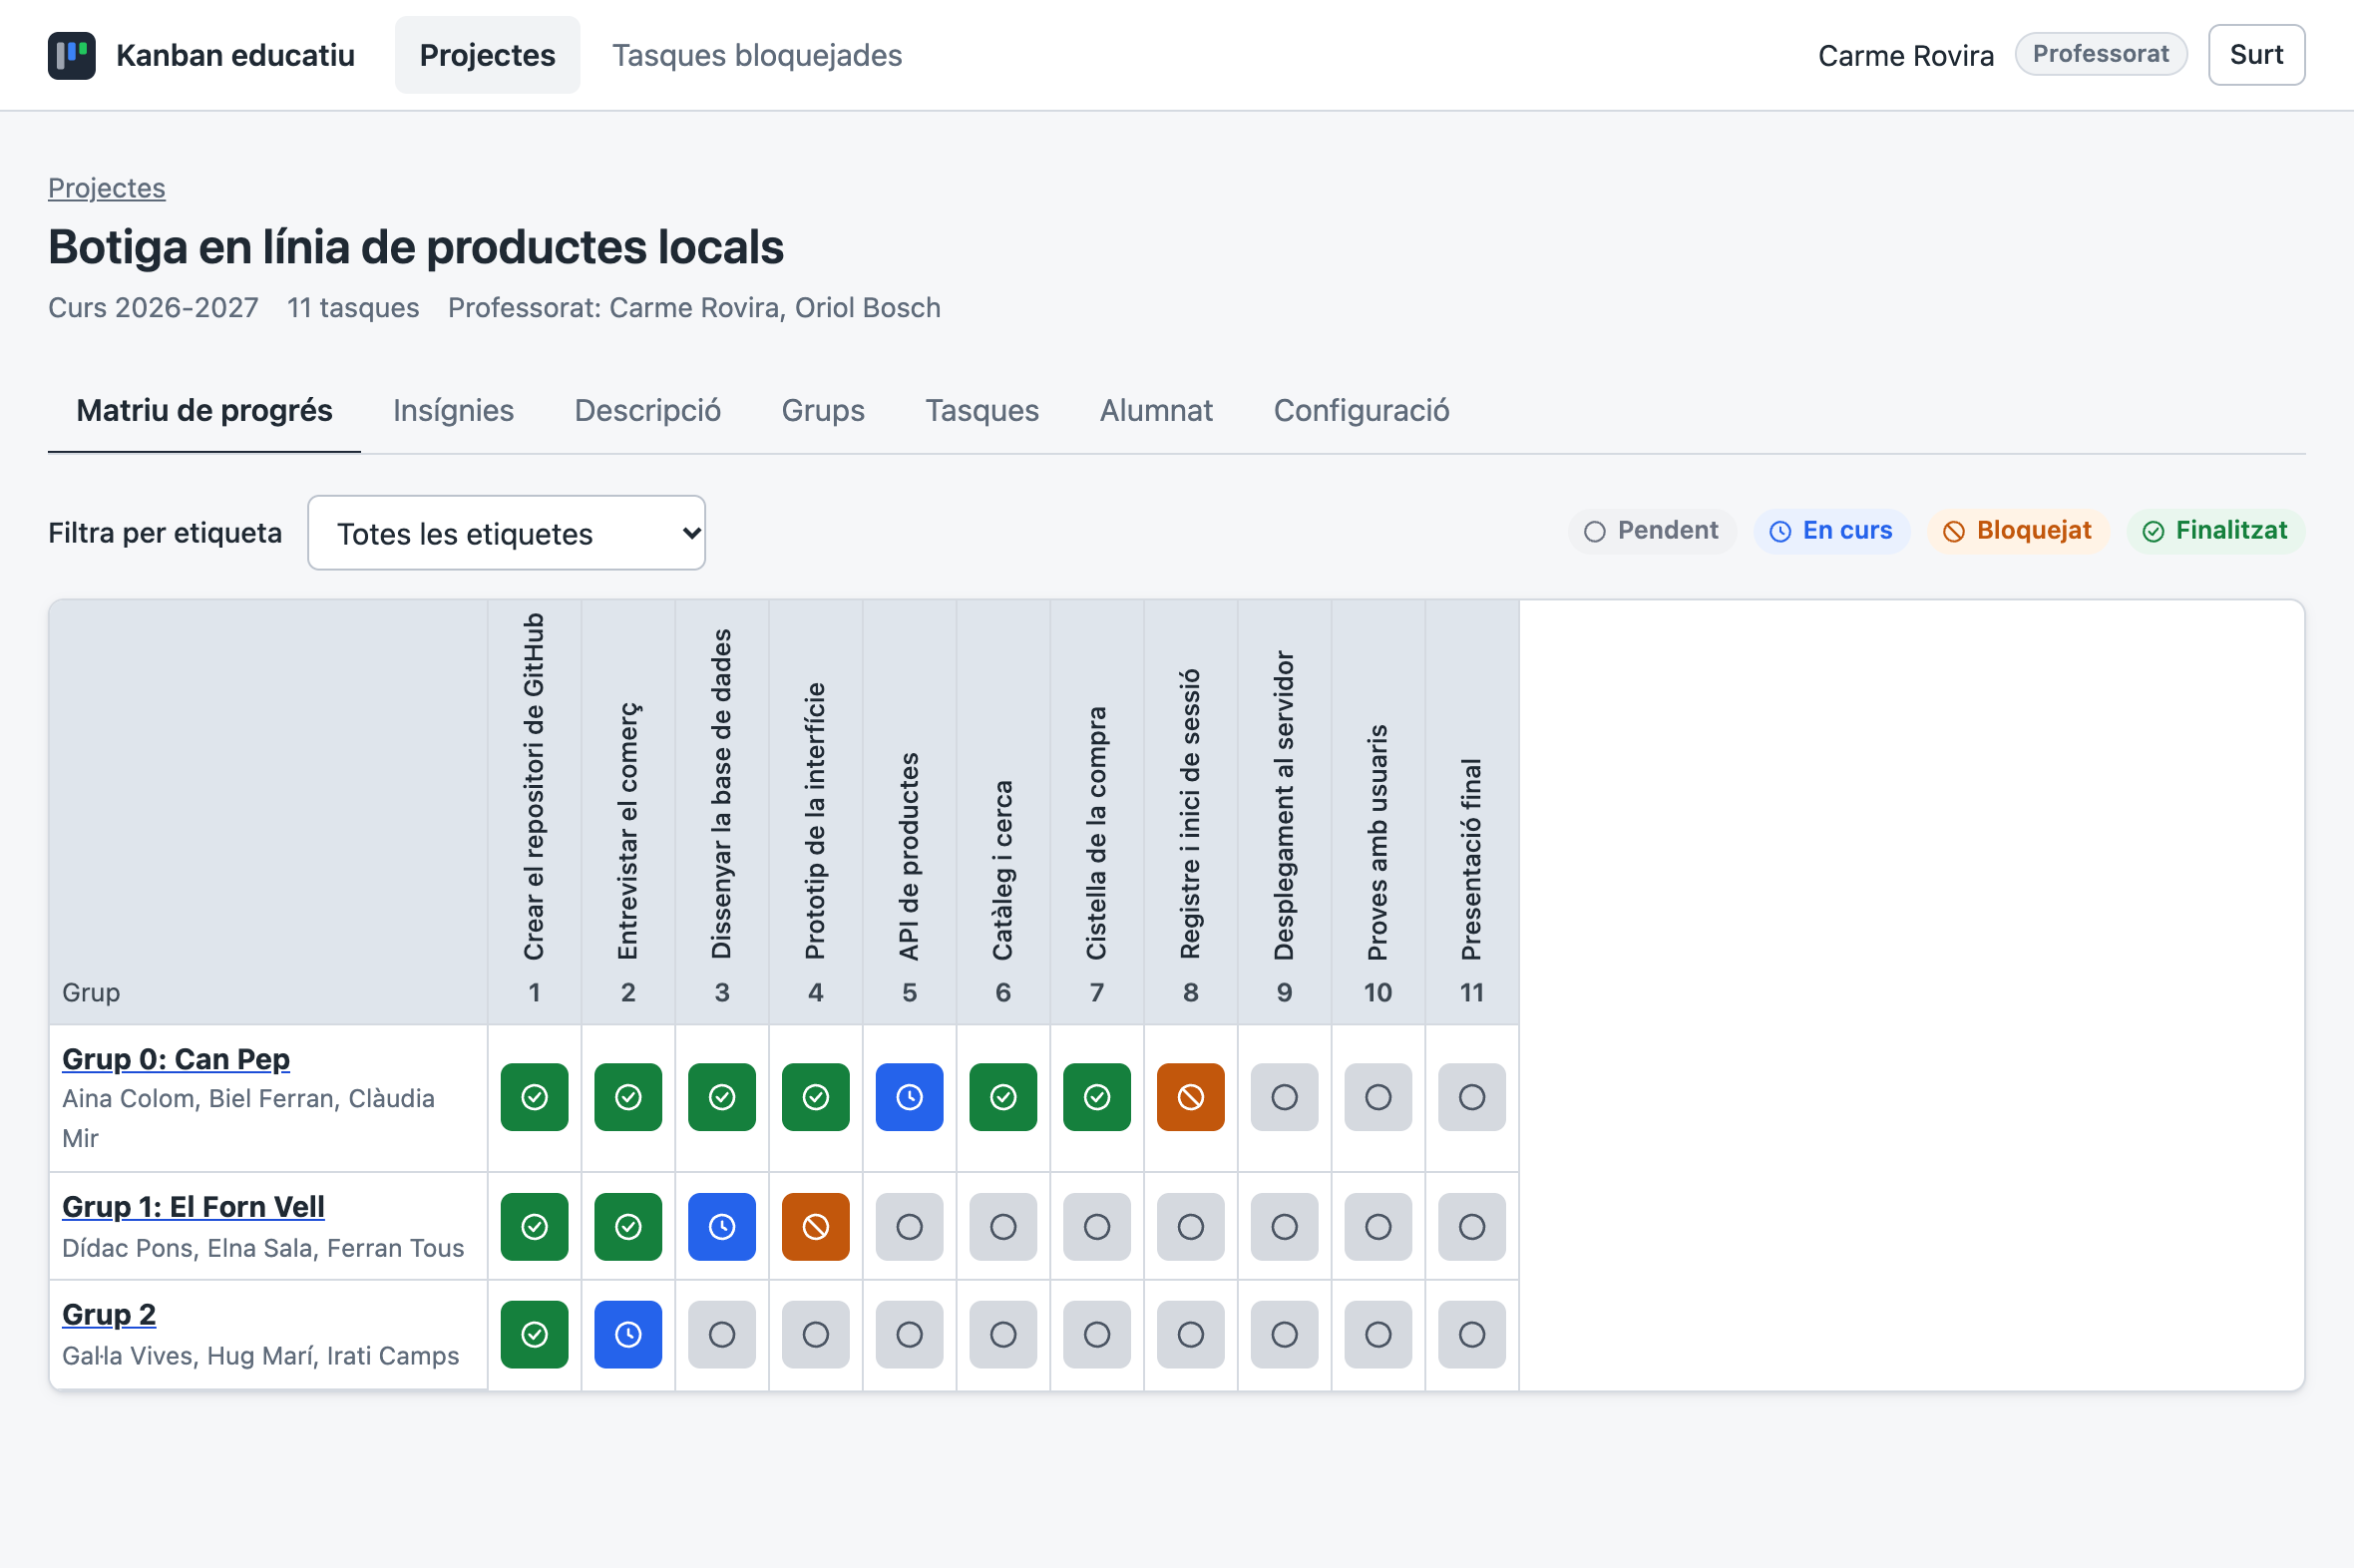 Kanban educatiu
Projectes
Tasques bloquejades
Carme Rovira
Professorat
Surt
Projectes
Botiga en línia de productes locals
Curs 2026-2027 11 tasques Professorat: Carme Rovira, Oriol Bosch
Matriu de progrés
Insígnies
Descripció
Grups
Tasques
Alumnat
Configuració
Filtra per etiqueta
Totes les etiquetes
Pendent
En curs
Bloquejat
Finalitzat
Grup
Crear el repositori de GitHub
1
Entrevistar el comerç
2
Dissenyar la base de dades
3
Prototip de la interfície
4
API de productes
5
Catàleg i cerca
6
Cistella de la compra
7
Registre i inici de sessió
8
Desplegament al servidor
9
Proves amb usuaris
10
Presentació final
11
Grup 0: Can Pep
Aina Colom, Biel Ferran, Clàudia
Mir
Grup 1: El Forn Vell
Dídac Pons, Elna Sala, Ferran Tous
Grup 2
Gal·la Vives, Hug Marí, Irati Camps